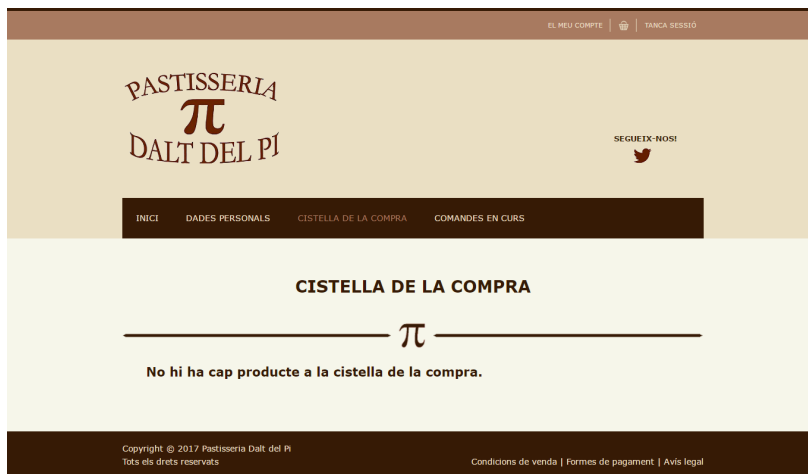 EL MEU COMPTE
TANCA SESSIÓ
PASTISSERIA
π
DALT DEL PI
SEGUEIX-NOS!
INICI DADES PERSONALS CISTELLA DE LA COMPRA COMANDES EN CURS
CISTELLA DE LA COMPRA
π
No hi ha cap producte a la cistella de la compra.
Copyright © 2017 Pastisseria Dalt del Pi
Tots els drets reservats
Condicions de venda | Formes de pagament | Avís legal